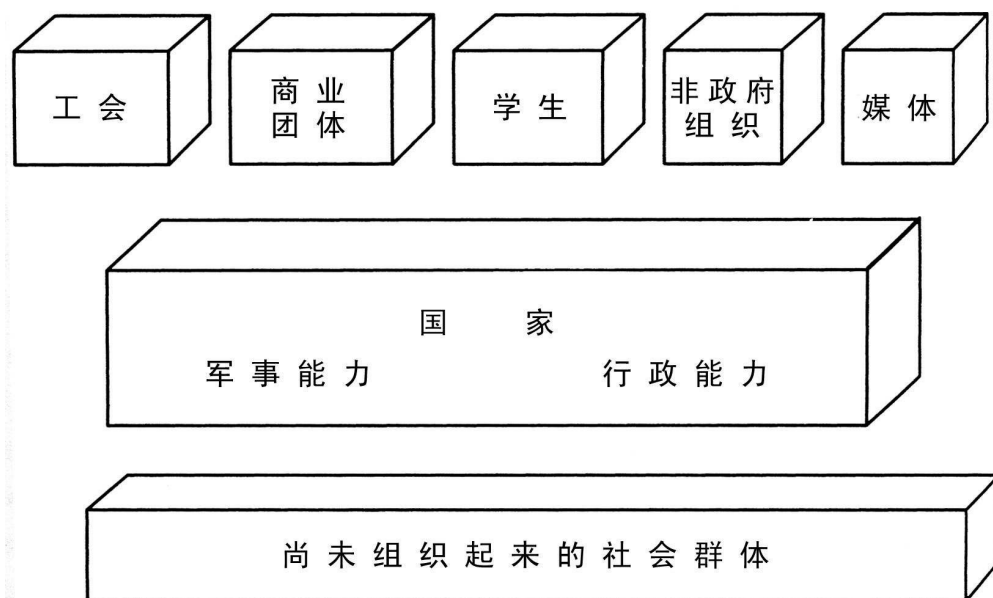 工会
商业
团体
学生
非政府
组织
媒体
国家
军事能力 行政能力
尚未组织起来的社会群体